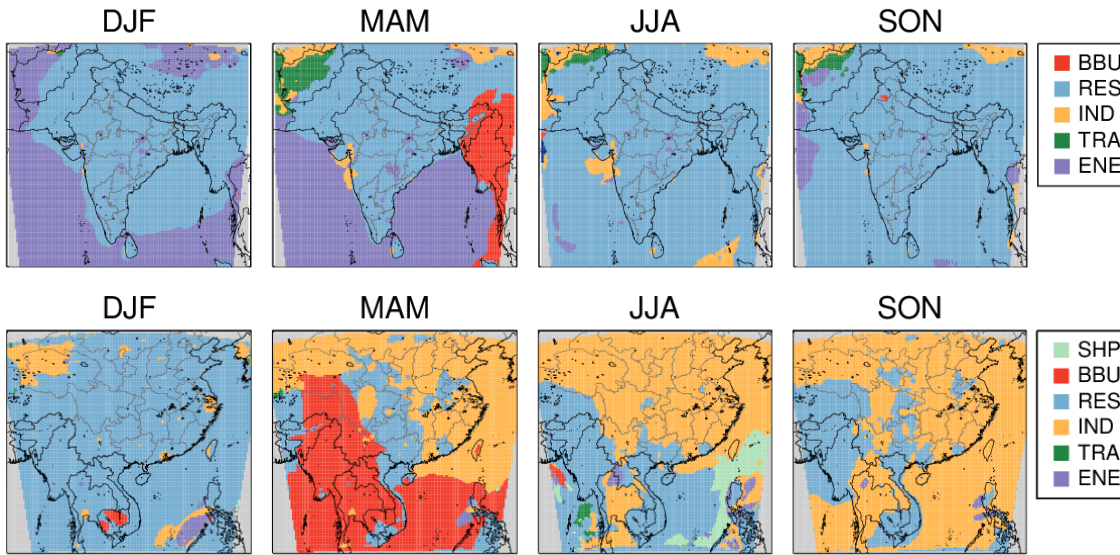 DJF MAM JJA SON
BBU
RES
IND
TRA
ENE
DJF MAM JJA SON
SHP
BBU
RES
IND
TRA
ENE